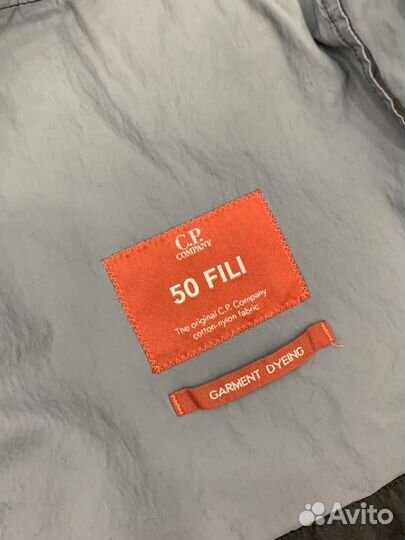 C.P.
COMPANY
50 FILI
The original C.P. Company
cotton-nylon fabric
GARMENT DYEING
Avito